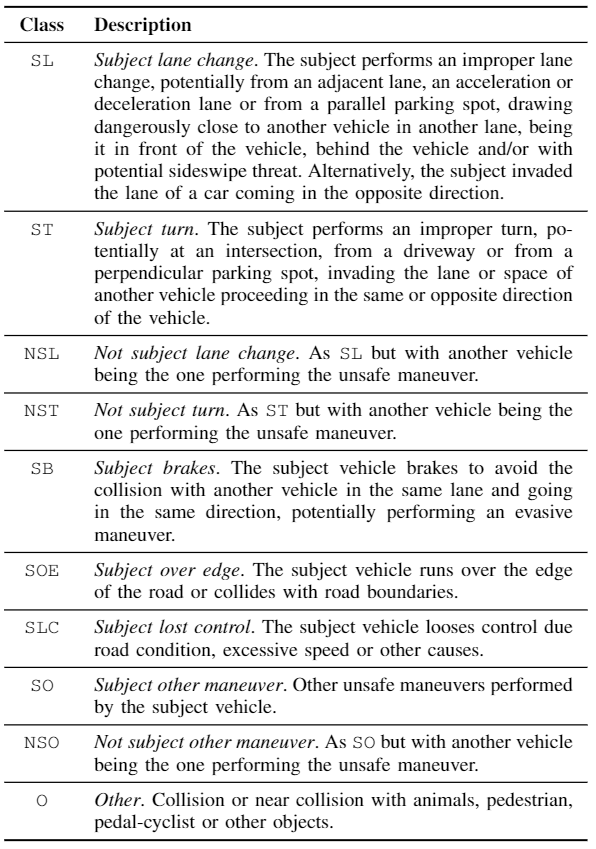 Class Description
SL Subject lane change. The subject performs an improper lane
change, potentially from an adjacent lane, an acceleration or
deceleration lane or from a parallel parking spot, drawing
dangerously close to another vehicle in another lane, being
it in front of the vehicle, behind the vehicle and/or with
potential sideswipe threat. Alternatively, the subject invaded
the lane of a car coming in the opposite direction.
ST Subject turn. The subject performs an improper turn, po-
tentially at an intersection, from a driveway or from a
perpendicular parking spot, invading the lane or space of
another vehicle proceeding in the same or opposite direction
of the vehicle.
NSL Not subject lane change. As SL but with another vehicle
being the one performing the unsafe maneuver.
NST Not subject turn. As ST but with another vehicle being the
one performing the unsafe maneuver.
SB Subject brakes. The subject vehicle brakes to avoid the
collision with another vehicle in the same lane and going
in the same direction, potentially performing an evasive
maneuver.
SOE Subject over edge. The subject vehicle runs over the edge
of the road or collides with road boundaries.
SLC Subject lost control. The subject vehicle looses control due
road condition, excessive speed or other causes.
SO Subject other maneuver. Other unsafe maneuvers performed
by the subject vehicle.
NSO Not subject other maneuver. As SO but with another vehicle
being the one performing the unsafe maneuver.
O Other. Collision or near collision with animals, pedestrian,
pedal-cyclist or other objects.